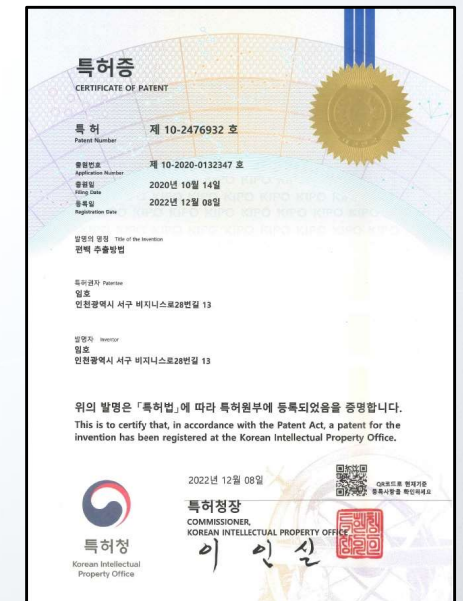 특허증
CERTIFICATE OF PATENT
특 허 제 10-2476932 호
Patent Number
출원번호 제 10-2020-0132347 호
Application Number
출원일 2020년 10월 14일
Filing Date
등록일 2022년 12월 08일
Registration Date
발명의 명칭 Title of the Invention
편백 추출방법
특허권자 Patentee
임호
인천광역시 서구 비지니스로28번길 13
발명자 Inventor
임호
인천광역시 서구 비지니스로28번길 13
위의 발명은 「특허법」에 따라 특허원부에 등록되었음을 증명합니다.
This is to certify that, in accordance with the Patent Act, a patent for the
invention has been registered at the Korean Intellectual Property Office.
2022년 12월 08일
QR코드로 현재기준
등록사항을 확인하세요
특허청장
COMMISSIONER,
KOREAN INTELLECTUAL PROPERTY OFFICE
이 인 실
특허청
Korean Intellectual
Property Office